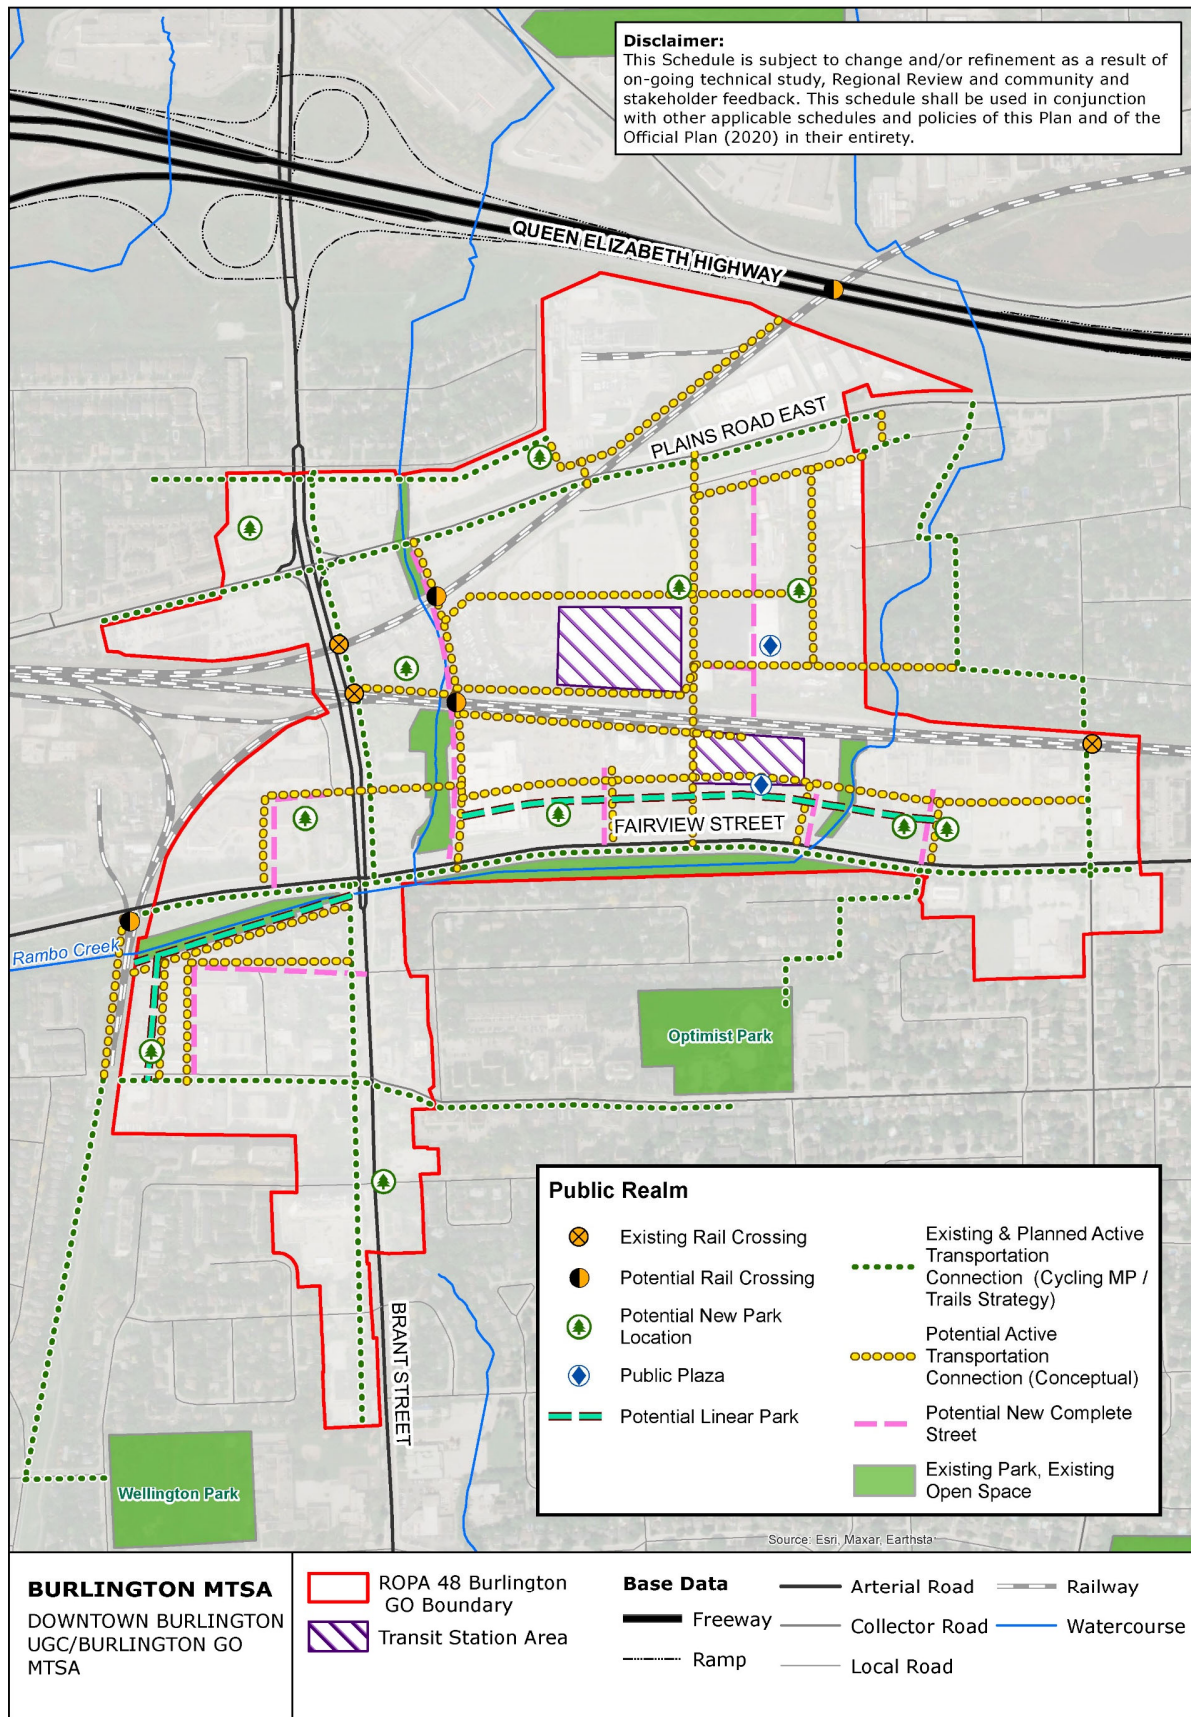 Disclaimer:
This Schedule is subject to change and/or refinement as a result of
on-going technical study, Regional Review and community and
stakeholder feedback. This schedule shall be used in conjunction
with other applicable schedules and policies of this Plan and of the
Official Plan (2020) in their entirety.
QUEEN ELIZABETH HIGHWAY
PLAINS ROAD EAST
FAIRVIEW STREET
Rambo Creek
Optimist Park
BRANT STREET
Wellington Park
Public Realm
Existing Rail Crossing
Potential Rail Crossing
Potential New Park
Location
Public Plaza
Potential Linear Park
Existing & Planned Active
Transportation
Connection (Cycling MP /
Trails Strategy)
Potential Active
Transportation
Connection (Conceptual)
Potential New Complete
Street
Existing Park, Existing
Open Space
Source: Esri, Maxar, Earthsta
BURLINGTON MTSA
DOWNTOWN BURLINGTON
UGC/BURLINGTON GO
MTSA
ROPA 48 Burlington
GO Boundary
Transit Station Area
Base Data
Freeway
Ramp
Arterial Road
Collector Road
Local Road
Railway
Watercourse